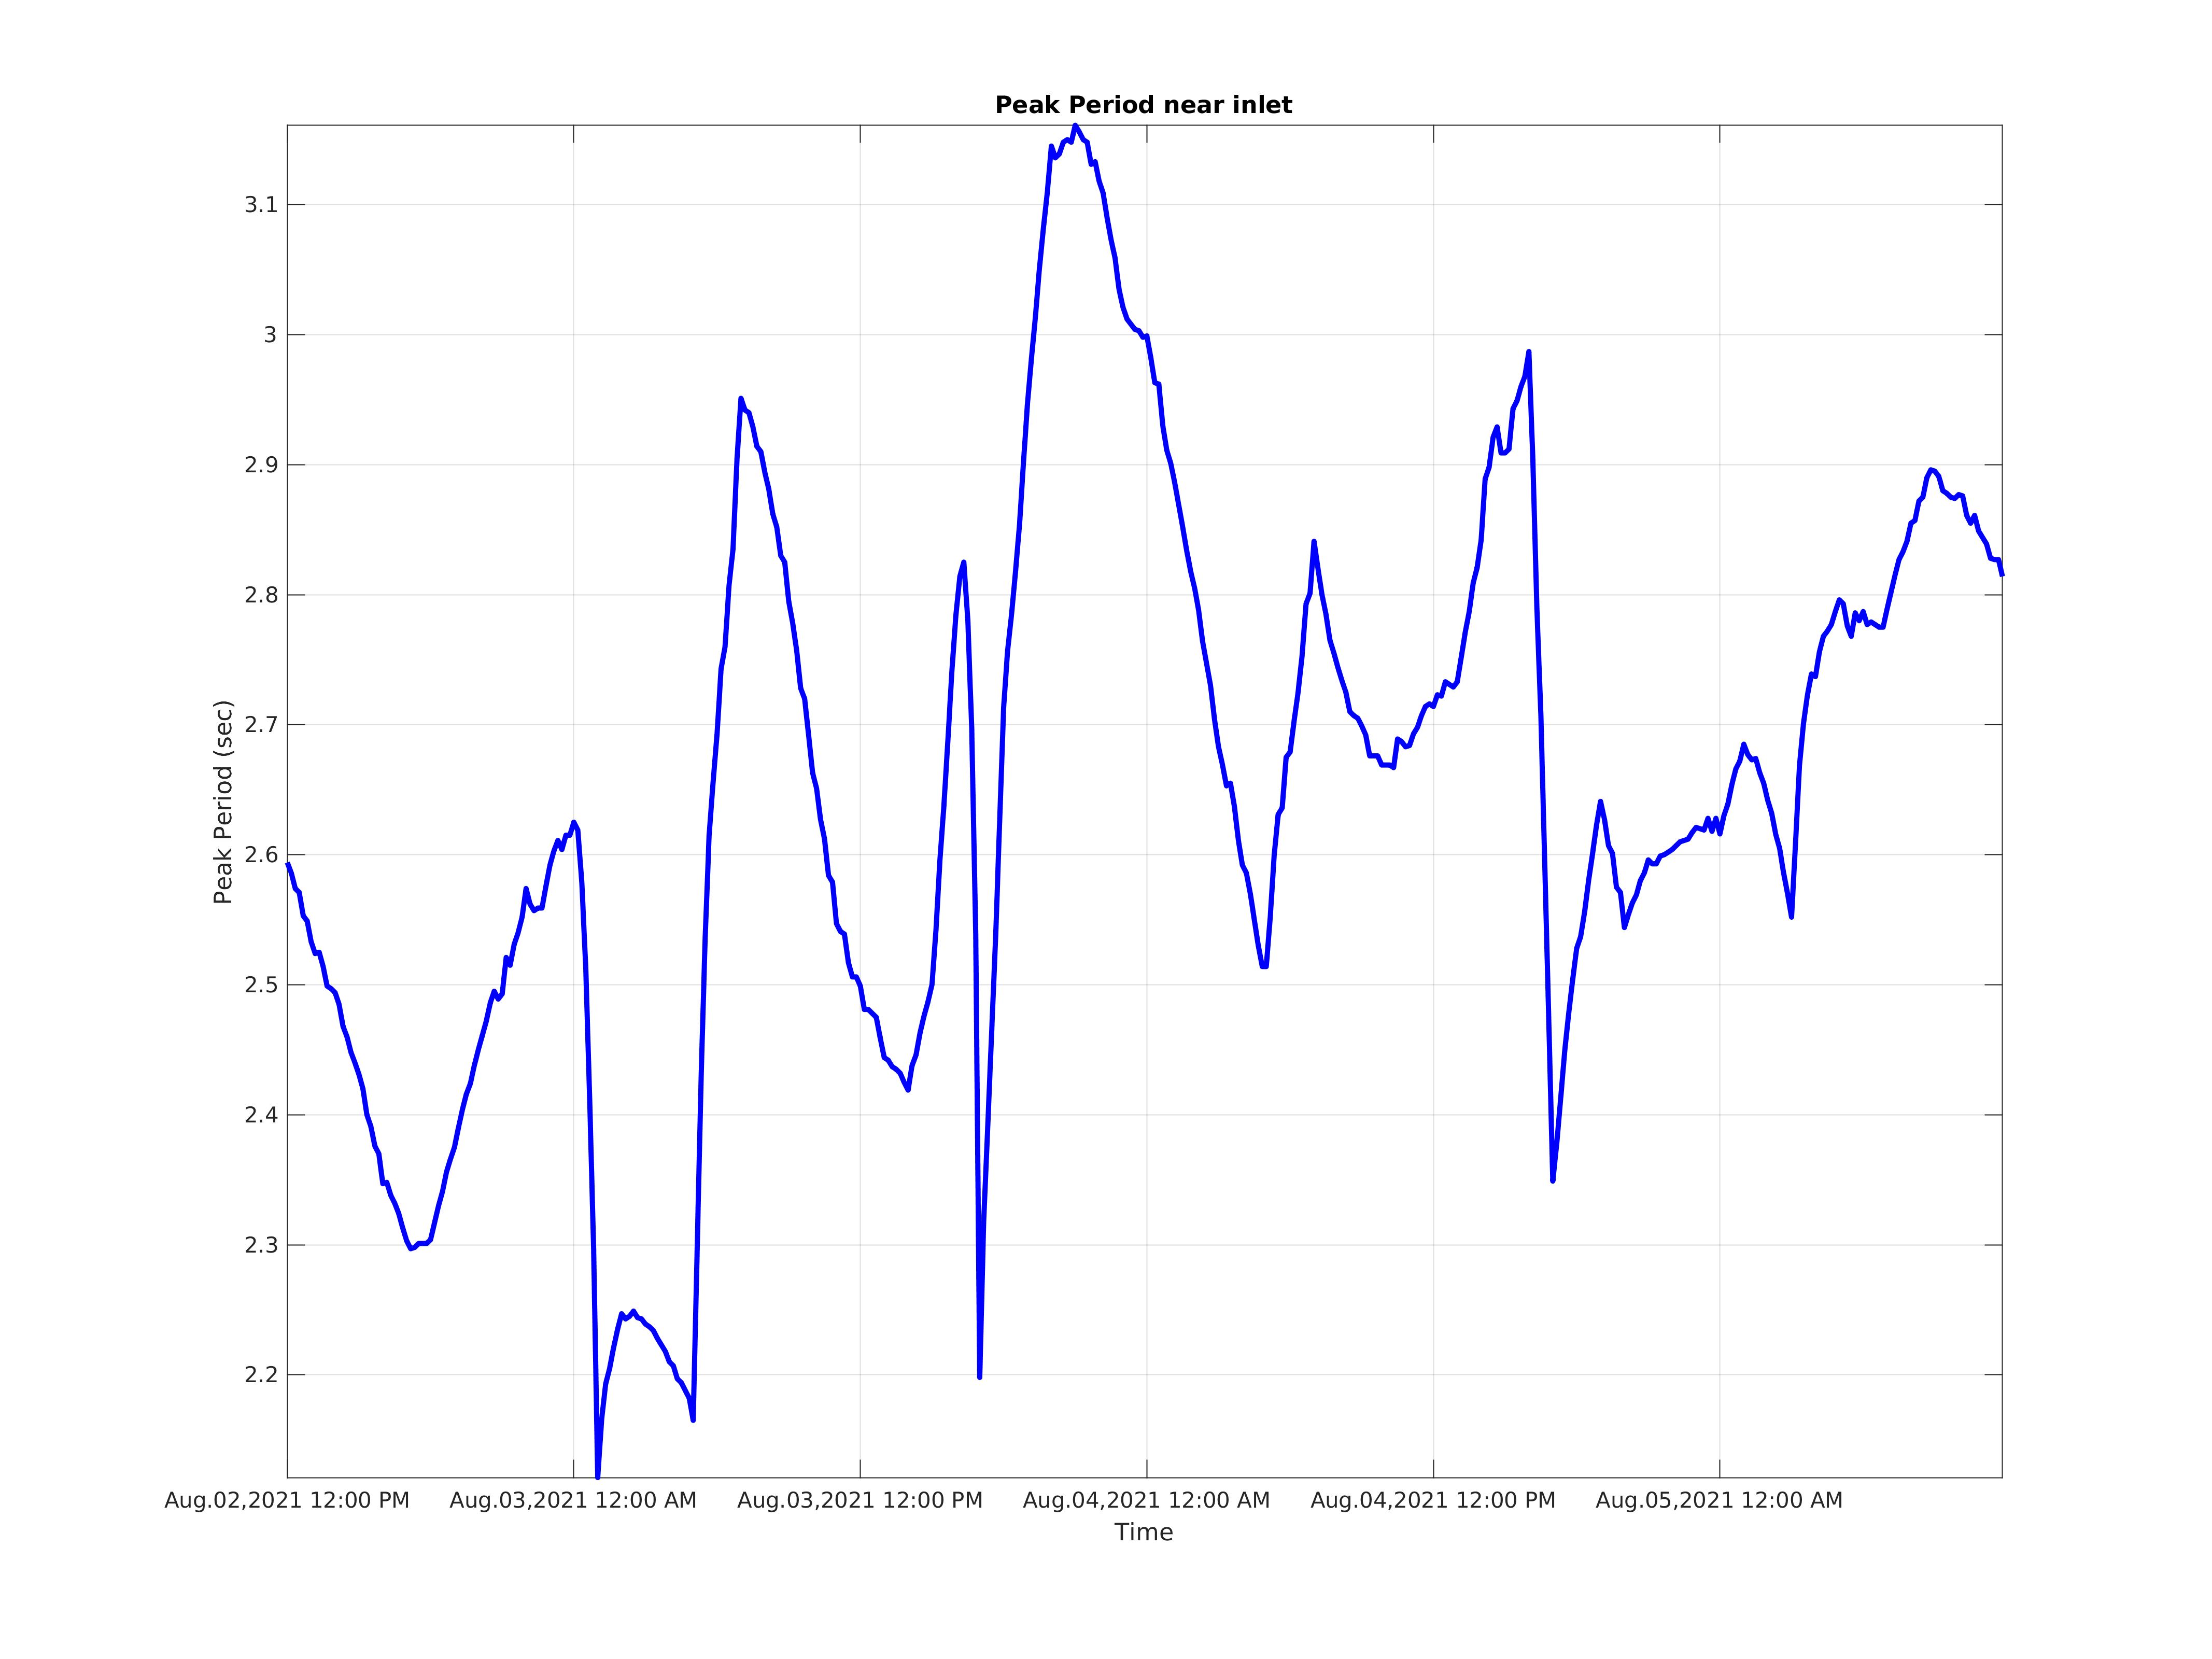 Peak Period near inlet
3.1
3
2.9
2.8
2.7
2.6
2.5
2.4
2.3
2.2
Peak Period (sec)
Aug.02,2021 12:00 PM Aug.03,2021 12:00 AM Aug.03,2021 12:00 PM Aug.04,2021 12:00 AM Aug.04,2021 12:00 PM Aug.05,2021 12:00 AM
Time